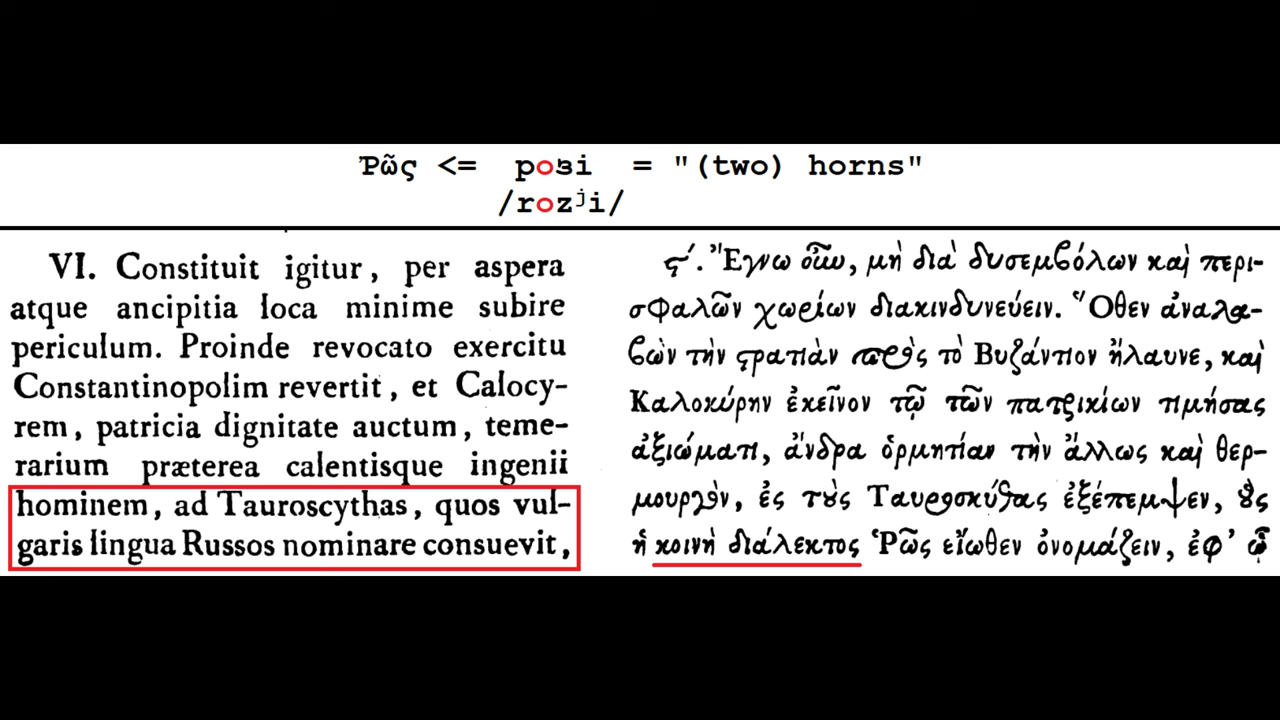 Ῥῶς <= роꙃі = "(two) horns"
/rozʲi/
VI. Constituit igitur, per aspera
atque ancipitia loca minime subire
periculum. Proinde revocato exercitu
Constantinopolim revertit, et Calocy-
rem, patricia dignitate auctum, teme-
rarium præterea calentisque ingenii
hominem, ad Tauroscythas, quos vul-
garis lingua Russos nominare consuevit,
ϛʹ. Ἔγνω οὖν, μὴ διὰ δυσεμβόλων καὶ περι-
σφαλῶν χωρίων διακινδυνεύειν. Ὅθεν ἀναλα-
βὼν τὴν στρατιὰν πρὸς τὸ Βυζάντιον ἤλαυνε, καὶ
Καλοκύρην ἐκεῖνον τῷ τῶν πατρικίων τιμήσας
ἀξιώματι, ἄνδρα ὁρμητίαν τὴν ἄλλως καὶ θερ-
μουργὸν, ἐς τοὺς Ταυροσκύθας ἐξέπεμψεν, οὓς
ἡ κοινὴ διάλεκτος Ῥῶς εἴωθεν ὀνομάζειν, ἐφ' ᾧ